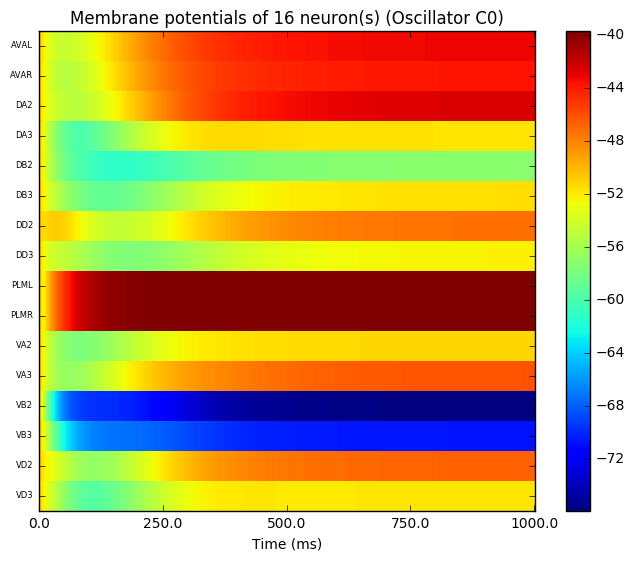 Membrane potentials of 16 neuron(s) (Oscillator C0)
AVAL
AVAR
DA2
DA3
DB2
DB3
DD2
DD3
PLML
PLMR
VA2
VA3
VB2
VB3
VD2
VD3
0.0 250.0 500.0 750.0 1000.0
Time (ms)
−40
−44
−48
−52
−56
−60
−64
−68
−72